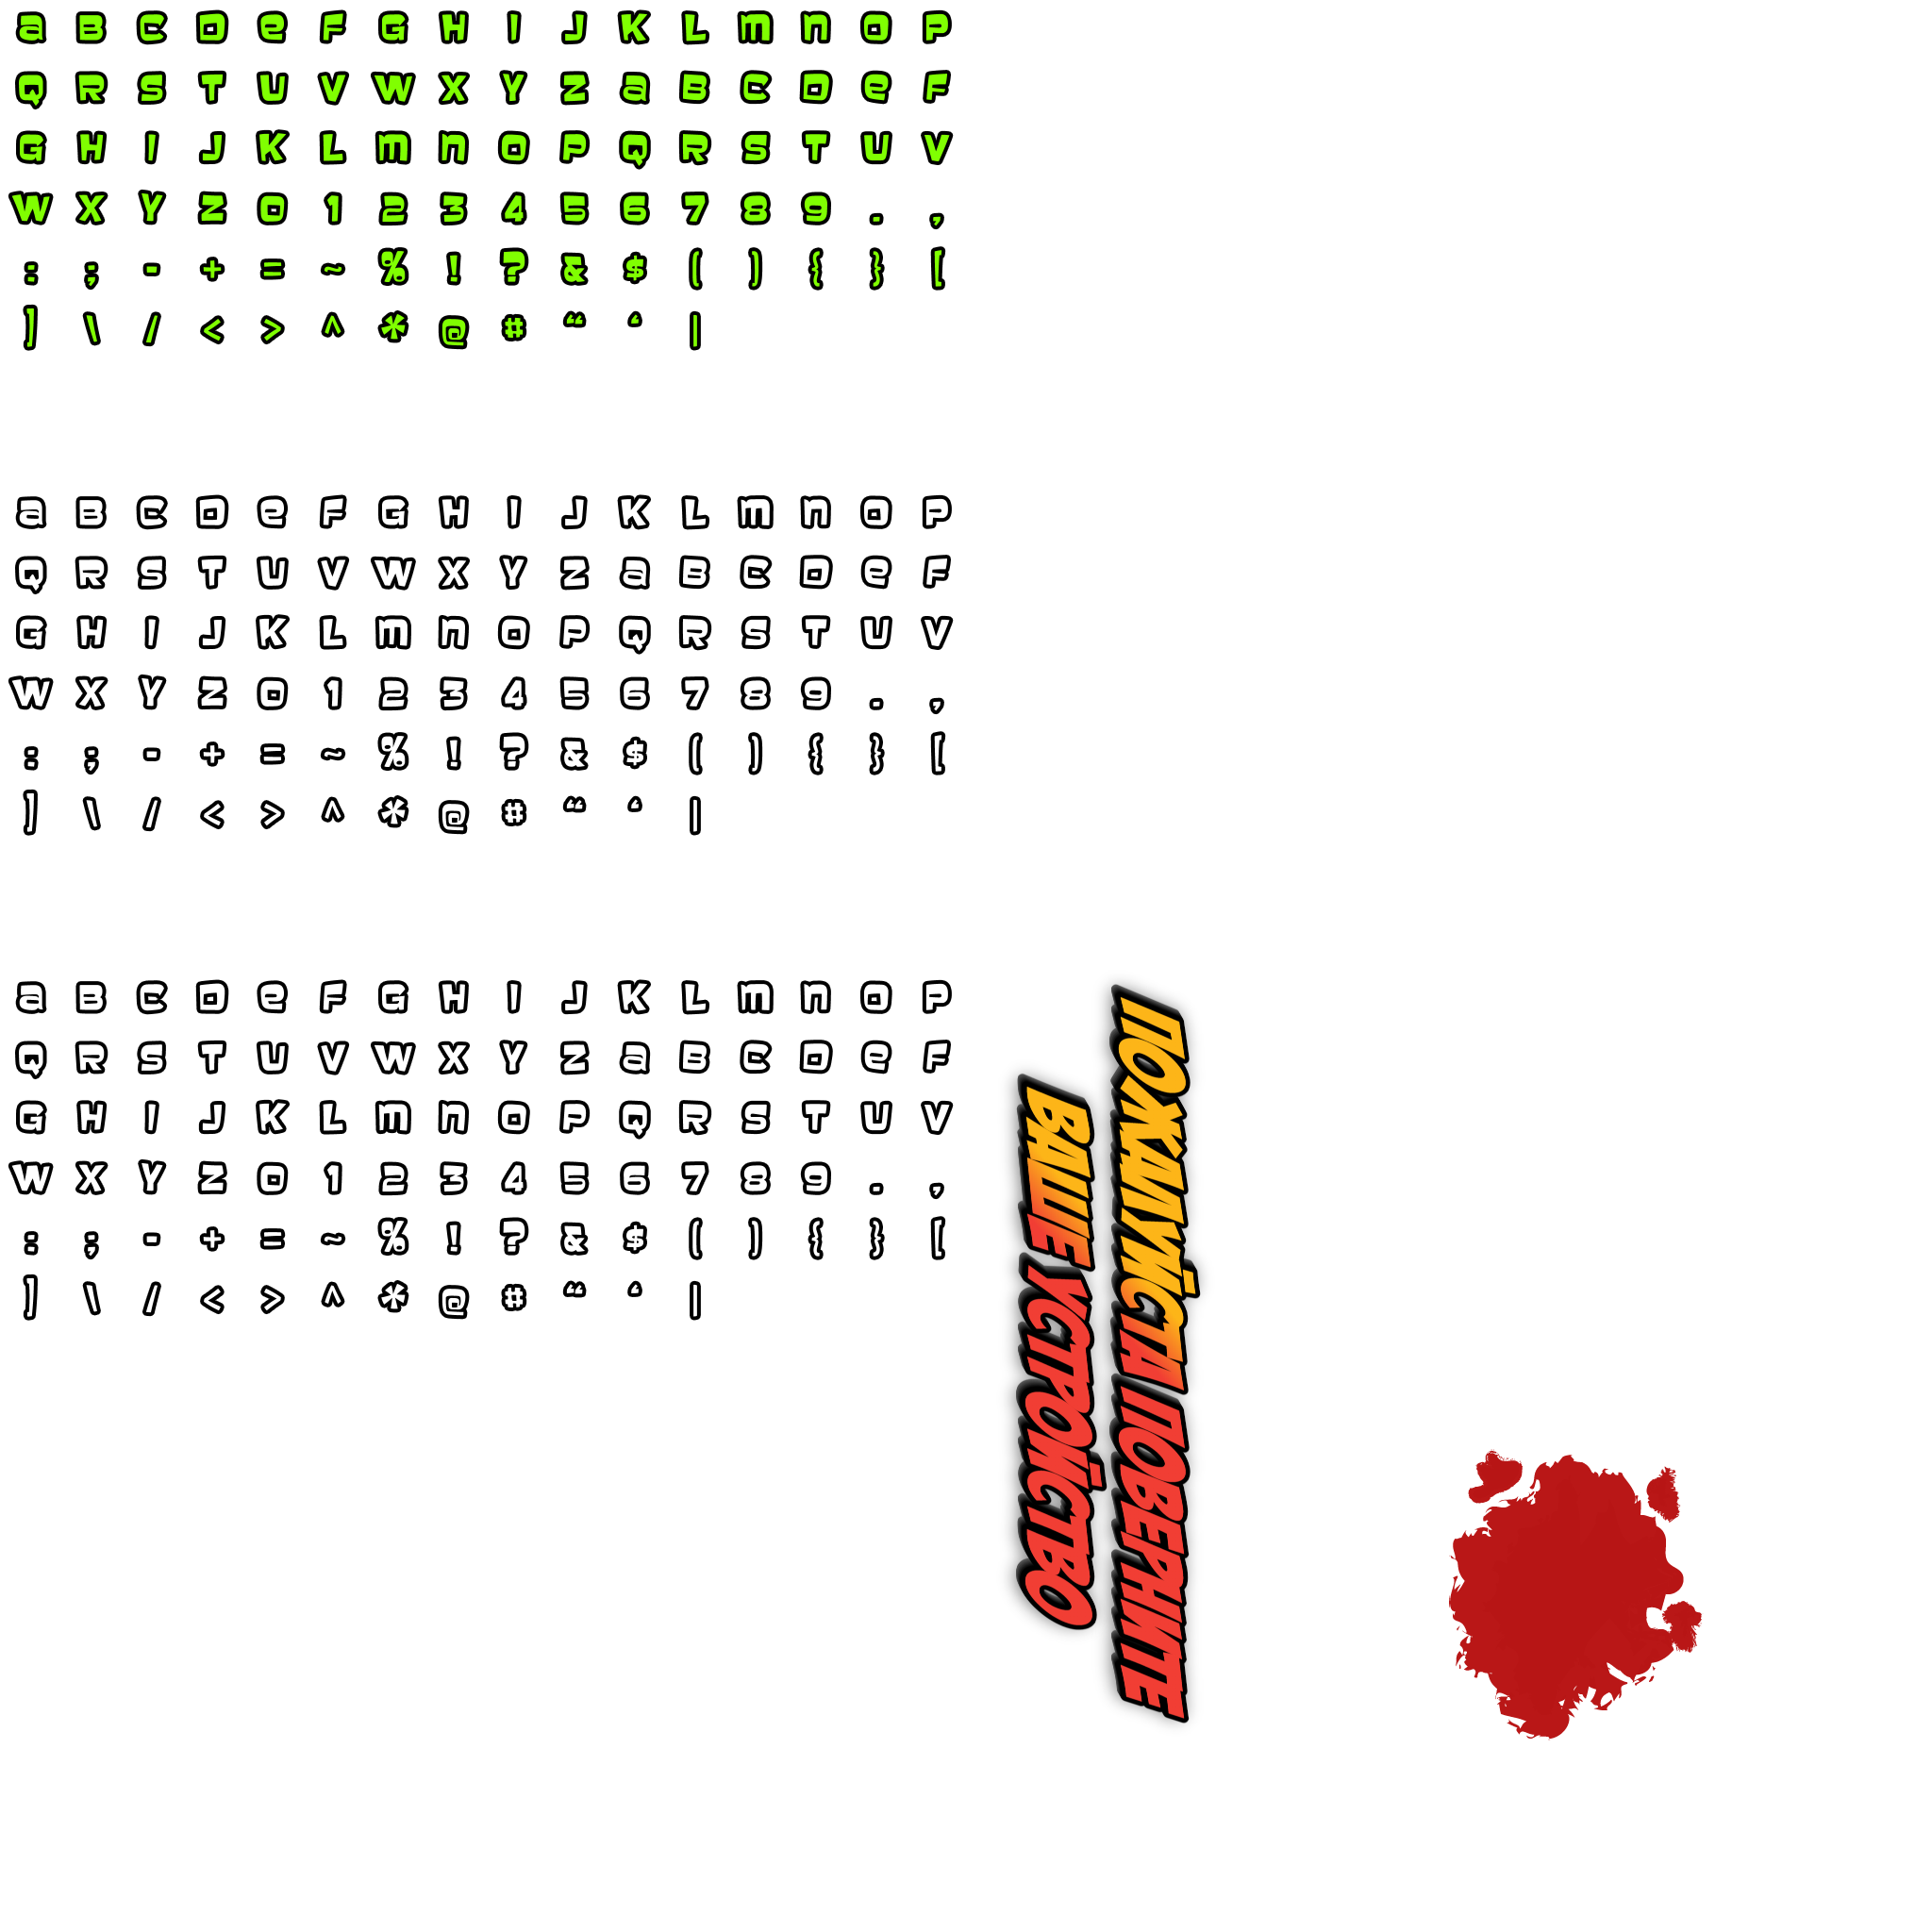 a B C D e F G H I J K L m n o P
Q R S T U V W X Y Z a B C D e F
G H I J K L m n o P Q R S T U V
W X Y Z 0 1 2 3 4 5 6 7 8 9 . ,
: ; - + = ~ % ! ? & $ ( ) { } [
] \ / < > ^ * @ # “ ‘ |
a B C D e F G H I J K L m n o P
Q R S T U V W X Y Z a B C D e F
G H I J K L m n o P Q R S T U V
W X Y Z 0 1 2 3 4 5 6 7 8 9 . ,
: ; - + = ~ % ! ? & $ ( ) { } [
] \ / < > ^ * @ # “ ‘ |
a B C D e F G H I J K L m n o P
Q R S T U V W X Y Z a B C D e F
G H I J K L m n o P Q R S T U V
W X Y Z 0 1 2 3 4 5 6 7 8 9 . ,
: ; - + = ~ % ! ? & $ ( ) { } [
] \ / < > ^ * @ # “ ‘ |
ПОЖАЛУЙСТА ПОВЕРНИТЕ
ВАШЕ УСТРОЙСТВО